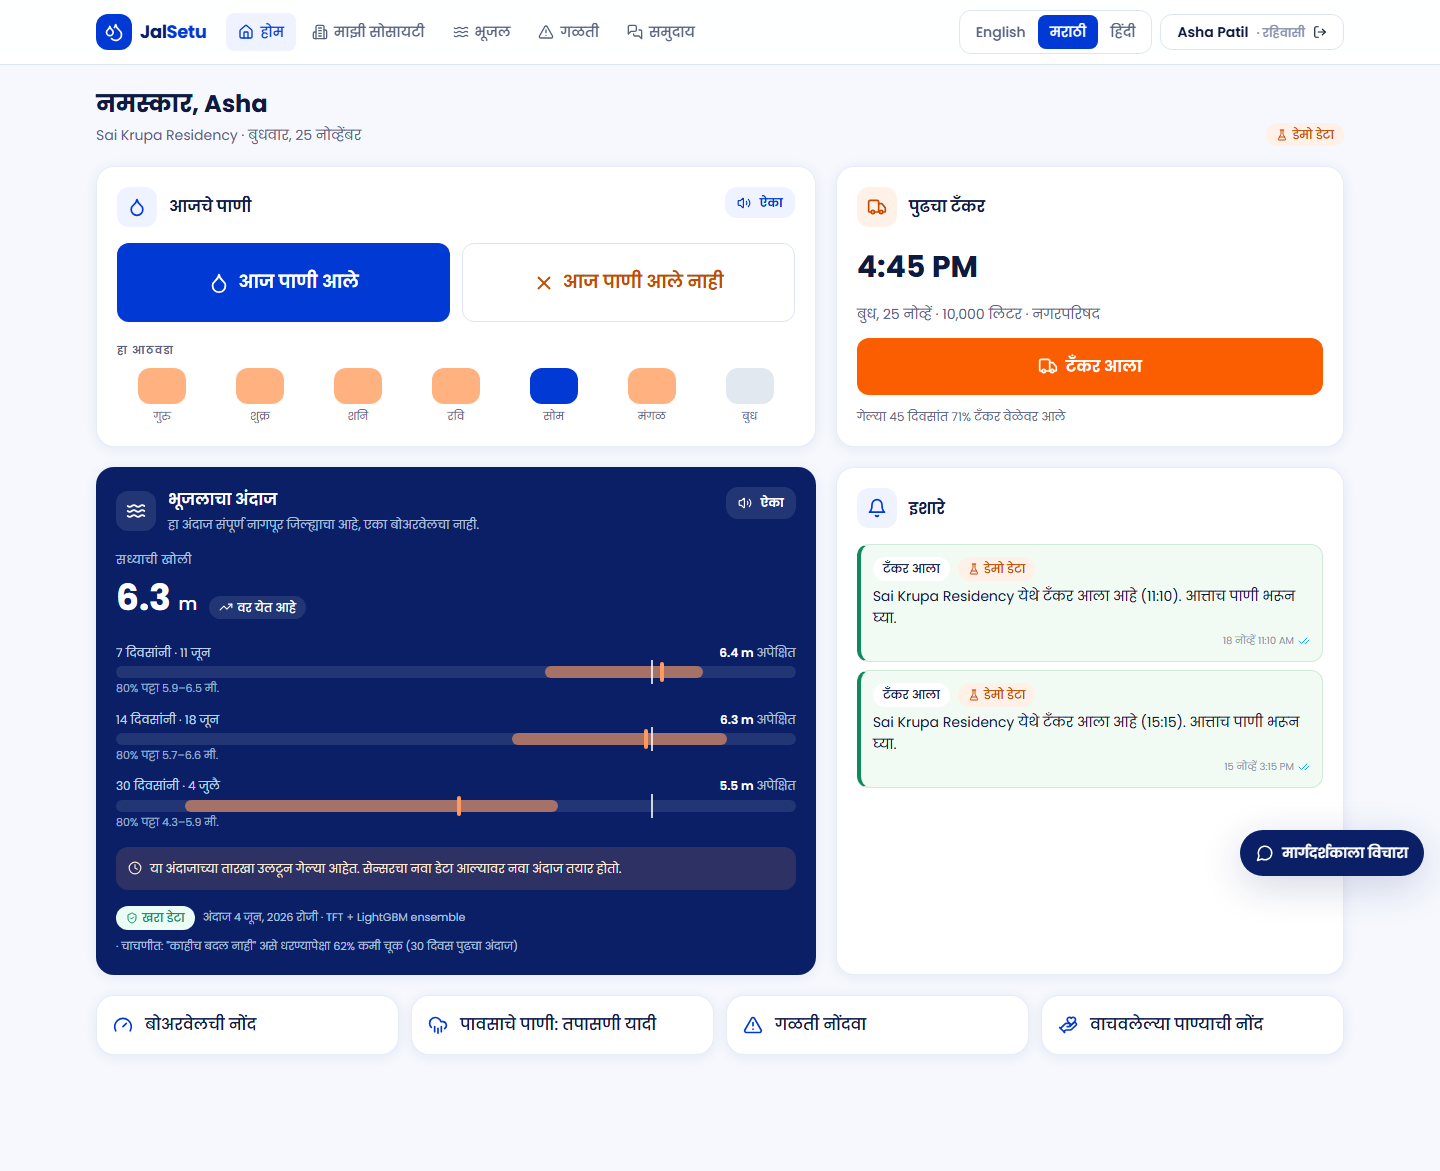 JalSetu
होम
माझी सोसायटी
भूजल
गळती
समुदाय
English
मराठी
हिंदी
Asha Patil · रहिवासी
नमस्कार, Asha
Sai Krupa Residency · बुधवार, 25 नोव्हेंबर
डेमो डेटा
आजचे पाणी
ऐका
आज पाणी आले
आज पाणी आले नाही
हा आठवडा
गुरु
शुक्र
शनि
रवि
सोम
मंगळ
बुध
पुढचा टँकर
4:45 PM
बुध, 25 नोव्हें · 10,000 लिटर · नगरपरिषद
टँकर आला
गेल्या 45 दिवसांत 71% टँकर वेळेवर आले
भूजलाचा अंदाज
हा अंदाज संपूर्ण नागपूर जिल्ह्याचा आहे, एका बोअरवेलचा नाही.
ऐका
सध्याची खोली
6.3 m
वर येत आहे
7 दिवसांनी · 11 जून
6.4 m अपेक्षित
80% पट्टा 5.9–6.5 मी.
14 दिवसांनी · 18 जून
6.3 m अपेक्षित
80% पट्टा 5.7–6.6 मी.
30 दिवसांनी · 4 जुलै
5.5 m अपेक्षित
80% पट्टा 4.3–5.9 मी.
या अंदाजाच्या तारखा उलटून गेल्या आहेत. सेन्सरचा नवा डेटा आल्यावर नवा अंदाज तयार होतो.
खरा डेटा
अंदाज 4 जून, 2026 रोजी · TFT + LightGBM ensemble
· चाचणीत: "काहीच बदल नाही" असे धरण्यापेक्षा 62% कमी चूक (30 दिवस पुढचा अंदाज)
इशारे
टँकर आला
डेमो डेटा
Sai Krupa Residency येथे टँकर आला आहे (11:10). आत्ताच पाणी भरून
घ्या.
18 नोव्हें 11:10 AM
टँकर आला
डेमो डेटा
Sai Krupa Residency येथे टँकर आला आहे (15:15). आत्ताच पाणी भरून
घ्या.
15 नोव्हें 3:15 PM
मार्गदर्शकाला विचारा
बोअरवेलची नोंद
पावसाचे पाणी: तपासणी यादी
गळती नोंदवा
वाचवलेल्या पाण्याची नोंद